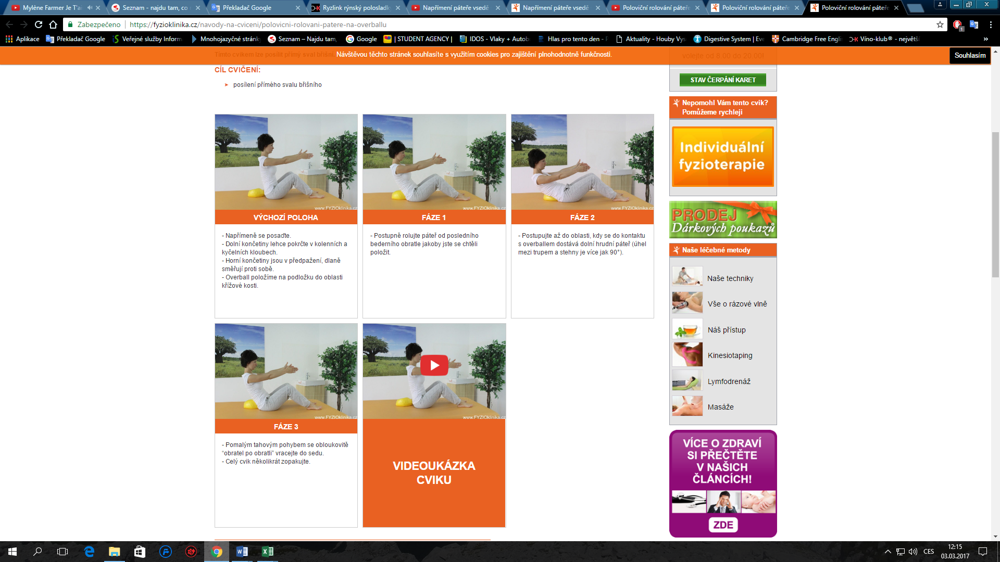 Mylène Farmer Je T'ai
Seznam - najdu tam, co
Překladač Google
Ryzlink rýnský polosladk
Napřímení páteře vsedě
Napřímení páteře vsedě
Poloviční rolování páteře
Poloviční rolování páteře
Poloviční rolování páteře
Zabezpečeno
https://fyzioklinika.cz/navody-na-cviceni/polovicni-rolovani-patere-na-overballu
Aplikace
Překladač Google
Veřejné služby Inform
Mnohojazyčné stránk
Seznam – Najdu tam,
Google
| STUDENT AGENCY |
IDOS - Vlaky + Autob
Hlas pro tento den - F
Aktuality - Houby Vys
Digestive System | Eve
Cambridge Free Engli
Víno-klub® - největší
»
Tímto cvikem lze posílit přímý sval břišní.
Návštěvou těchto stránek souhlasíte s využitím cookies pro zajištění plnohodnotné funkčnosti.
Souhlasím
volejte od 8.00 do 20.00!
CÍL CVIČENÍ:
posílení přímého svalu břišního
www.FYZIOklinika.cz
VÝCHOZÍ POLOHA
- Napřímeně se posaďte.
- Dolní končetiny lehce pokrčte v kolenních a
kyčelních kloubech.
- Horní končetiny jsou v předpažení, dlaně
směřují proti sobě.
- Overball položíme na podložku do oblasti
křížové kosti.
www.FYZIOklinika.cz
FÁZE 1
- Postupně rolujte páteř od posledního
bederního obratle jakoby jste se chtěli
položit.
www.FYZIOklinika.cz
FÁZE 2
- Postupujte až do oblasti, kdy se do kontaktu
s overballem dostává dolní hrudní páteř (úhel
mezi trupem a stehny je více jak 90°).
www.FYZIOklinika.cz
FÁZE 3
- Pomalým tahovým pohybem se obloukovitě
“obratel po obratli” vracejte do sedu.
- Celý cvik několikrát zopakujte.
www.FYZIOklinika.cz
VIDEOUKÁZKA
CVIKU
STAV ČERPÁNÍ KARET
Nepomohl Vám tento cvik?
Pomůžeme rychleji
Individuální
fyzioterapie
PRODEJ
Dárkových poukazů
Naše léčebné metody
Naše techniky
Vše o rázové vlně
Náš přístup
Kinesiotaping
Lymfodrenáž
Masáže
VÍCE O ZDRAVÍ
SI PŘEČTĚTE
V NAŠICH
ČLÁNCÍCH!
ZDE
CES
12:15
03.03.2017